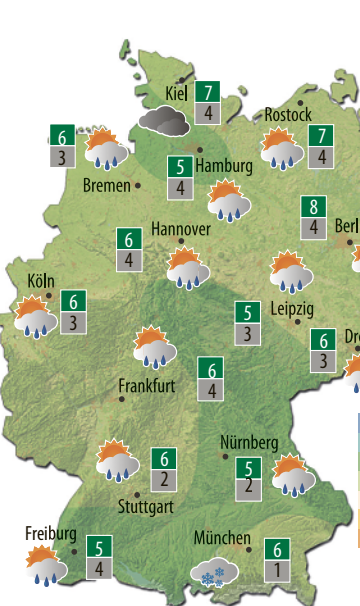 Kiel
7
4
Rostock
6
3
7
4
5
4
Hamburg
Bremen
8
4
Berl
Hannover
6
4
Köln
6
3
5
3
Leipzig
6
3
Dre
6
4
Frankfurt
Nürnberg
6
2
5
2
Stuttgart
Freiburg
5
4
München
6
1